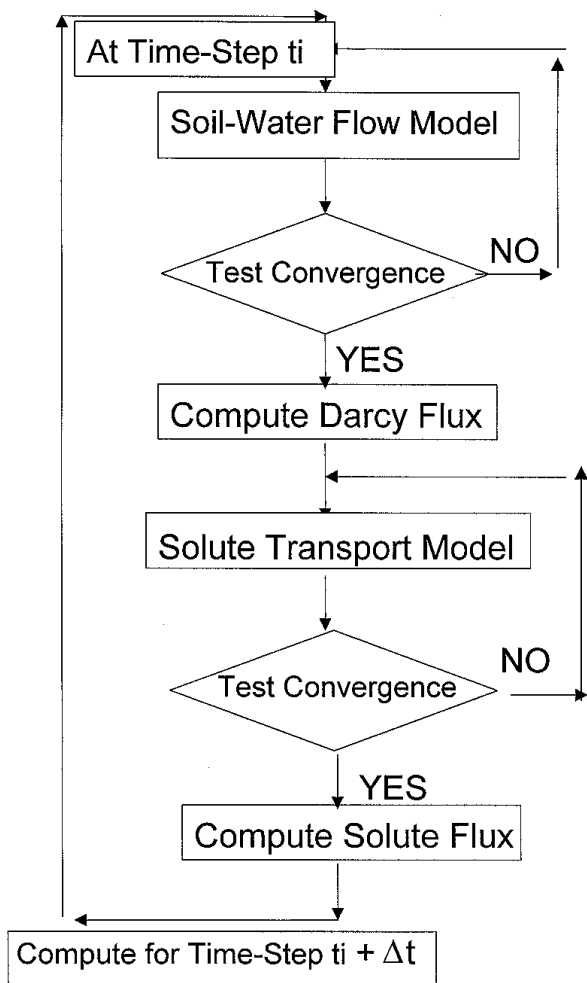 At Time-Step ti
Soil-Water Flow Model
Test Convergence
NO
YES
Compute Darcy Flux
Solute Transport Model
Test Convergence
NO
YES
Compute Solute Flux
Compute for Time-Step ti + Δt